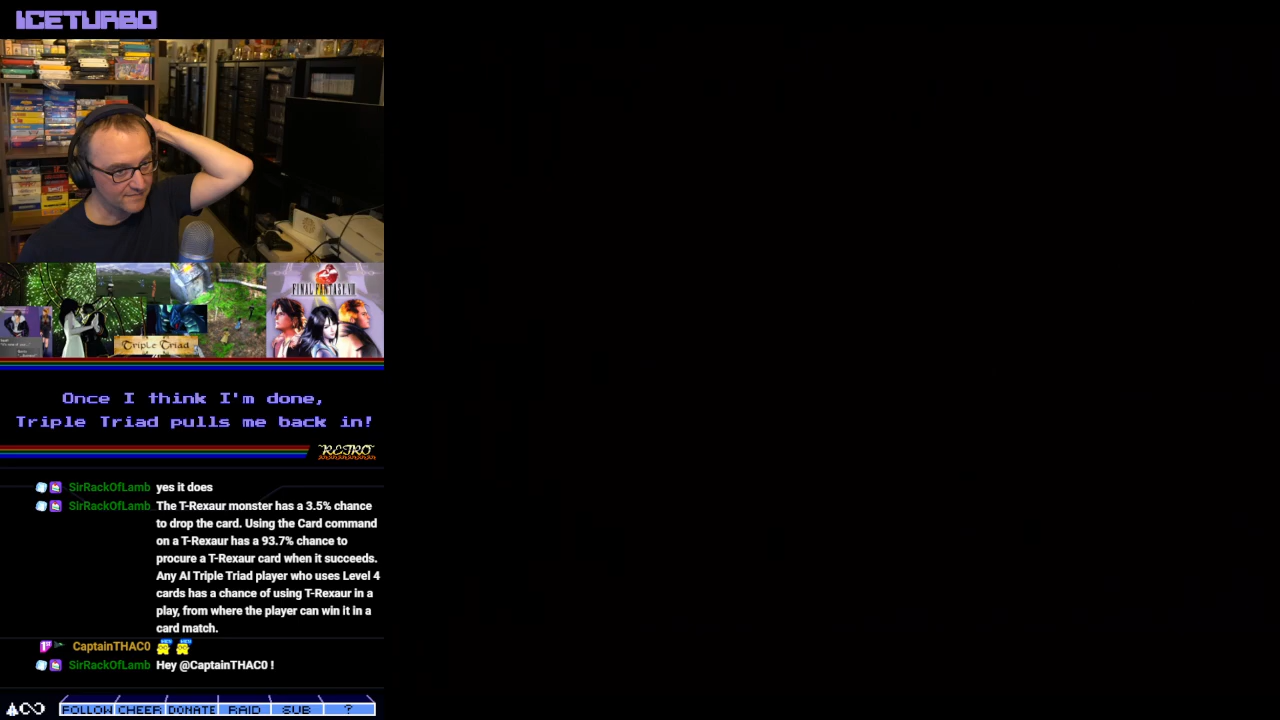 ICETURBO
FINAL FANTASY VIII
Triple Triad
Once I think I'm done,
Triple Triad pulls me back in!
RETRO
SirRackOfLamb yes it does
SirRackOfLamb The T-Rexaur monster has a 3.5% chance
to drop the card. Using the Card command
on a T-Rexaur has a 93.7% chance to
procure a T-Rexaur card when it succeeds.
Any AI Triple Triad player who uses Level 4
cards has a chance of using T-Rexaur in a
play, from where the player can win it in a
card match.
1st CaptainTHAC0
SirRackOfLamb Hey @CaptainTHAC0 !
FOLLOW CHEER DONATE RAID SUB ?